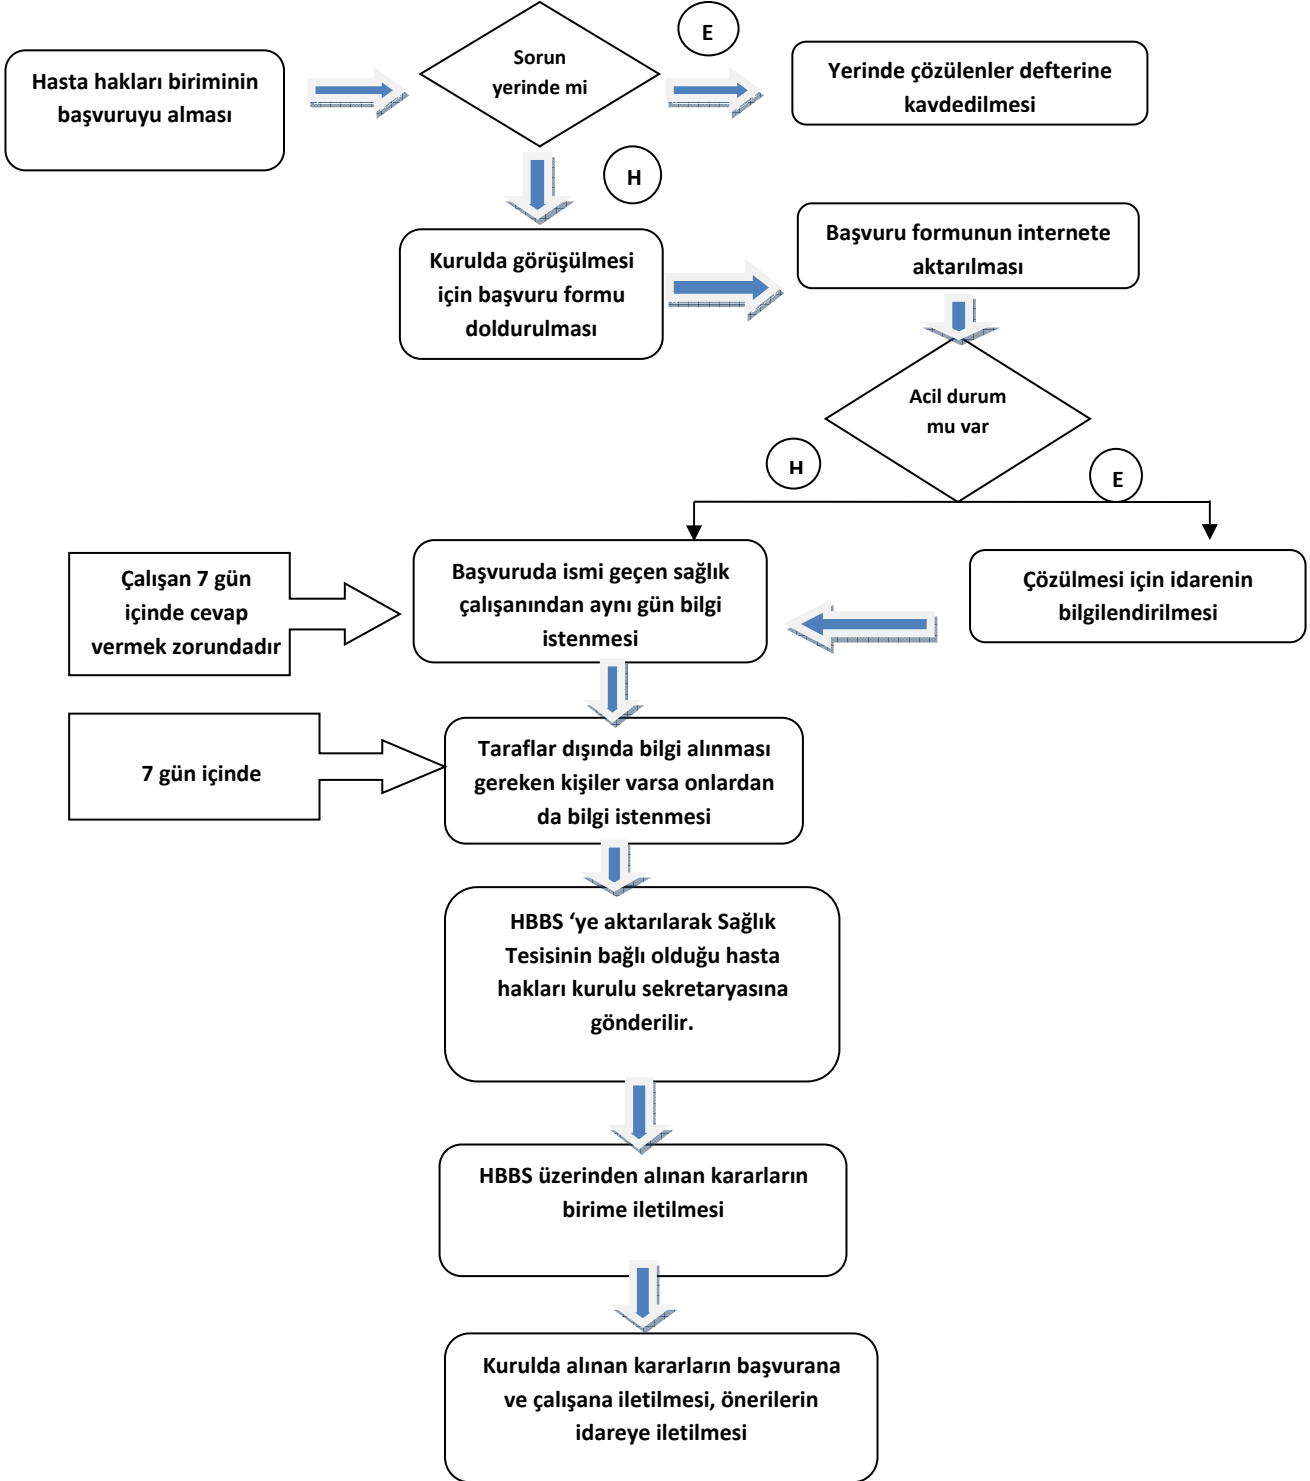 Hasta hakları biriminin
başvuruyu alması
Sorun
yerinde mi
E
Yerinde çözülenler defterine
kavdedilmesi
H
Kurulda görüşülmesi
için başvuru formu
doldurulması
Başvuru formunun internete
aktarılması
Acil durum
mu var
H
E
Çalışan 7 gün
içinde cevap
vermek zorundadır
Başvuruda ismi geçen sağlık
çalışanından aynı gün bilgi
istenmesi
Çözülmesi için idarenin
bilgilendirilmesi
7 gün içinde
Taraflar dışında bilgi alınması
gereken kişiler varsa onlardan
da bilgi istenmesi
HBBS ‘ye aktarılarak Sağlık
Tesisinin bağlı olduğu hasta
hakları kurulu sekretaryasına
gönderilir.
HBBS üzerinden alınan kararların
birime iletilmesi
Kurulda alınan kararların başvurana
ve çalışana iletilmesi, önerilerin
idareye iletilmesi